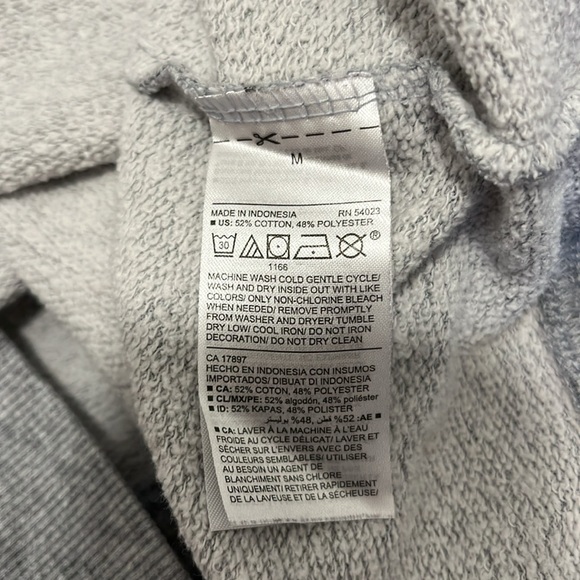 M
MADE IN INDONESIA RN 54023
■ US: 52% COTTON, 48% POLYESTER
30
®
1166
MACHINE WASH COLD GENTLE CYCLE/
WASH AND DRY INSIDE OUT WITH LIKE
COLORS/ ONLY NON-CHLORINE BLEACH
WHEN NEEDED/ REMOVE PROMPTLY
FROM WASHER AND DRYER/ TUMBLE
DRY LOW/ COOL IRON/ DO NOT IRON
DECORATION/ DO NOT DRY CLEAN
CA 17897
HECHO EN INDONESIA CON INSUMOS
IMPORTADOS/ DIBUAT DI INDONESIA
■ CA: 52% COTON, 48% POLYESTER
■ CL/MX/PE: 52% algodón, 48% poliéster
■ ID: 52% KAPAS, 48% POLISTER
■ AE: 52% قطن, 48% بوليستر
■ CA: LAVER À LA MACHINE À L'EAU
FROIDE AU CYCLE DÉLICAT/ LAVER ET
SÉCHER SUR L'ENVERS AVEC DES
COULEURS SEMBLABLES/ UTILISER
AU BESOIN UN AGENT DE
BLANCHIMENT SANS CHLORE
UNIQUEMENT/ RETIRER RAPIDEMENT
DE LA LAVEUSE ET DE LA SÉCHEUSE/